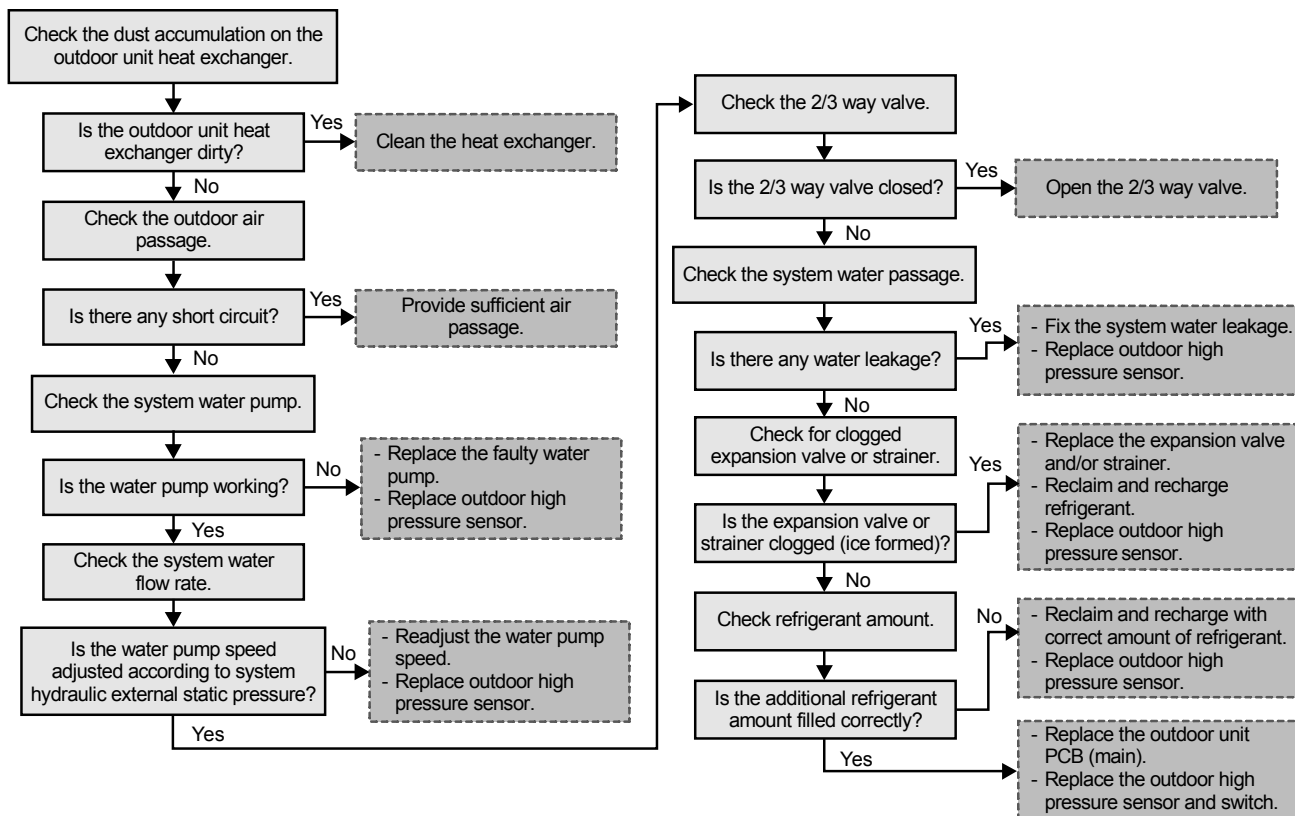 Check the dust accumulation on the
outdoor unit heat exchanger.
Is the outdoor unit heat
exchanger dirty?
Yes
Clean the heat exchanger.
No
Check the outdoor air
passage.
Is there any short circuit?
Yes
Provide sufficient air
passage.
No
Check the system water pump.
Is the water pump working?
No
- Replace the faulty water
pump.
- Replace outdoor high
pressure sensor.
Yes
Check the system water
flow rate.
Is the water pump speed
adjusted according to system
hydraulic external static pressure?
No
- Readjust the water pump
speed.
- Replace outdoor high
pressure sensor.
Yes
Check the 2/3 way valve.
Is the 2/3 way valve closed?
Yes
Open the 2/3 way valve.
No
Check the system water passage.
Is there any water leakage?
Yes
- Fix the system water leakage.
- Replace outdoor high
pressure sensor.
No
Check for clogged
expansion valve or strainer.
Is the expansion valve or
strainer clogged (ice formed)?
Yes
- Replace the expansion valve
and/or strainer.
- Reclaim and recharge
refrigerant.
- Replace outdoor high
pressure sensor.
No
Check refrigerant amount.
Is the additional refrigerant
amount filled correctly?
No
- Reclaim and recharge with
correct amount of refrigerant.
- Replace outdoor high
pressure sensor.
Yes
- Replace the outdoor unit
PCB (main).
- Replace the outdoor high
pressure sensor and switch.